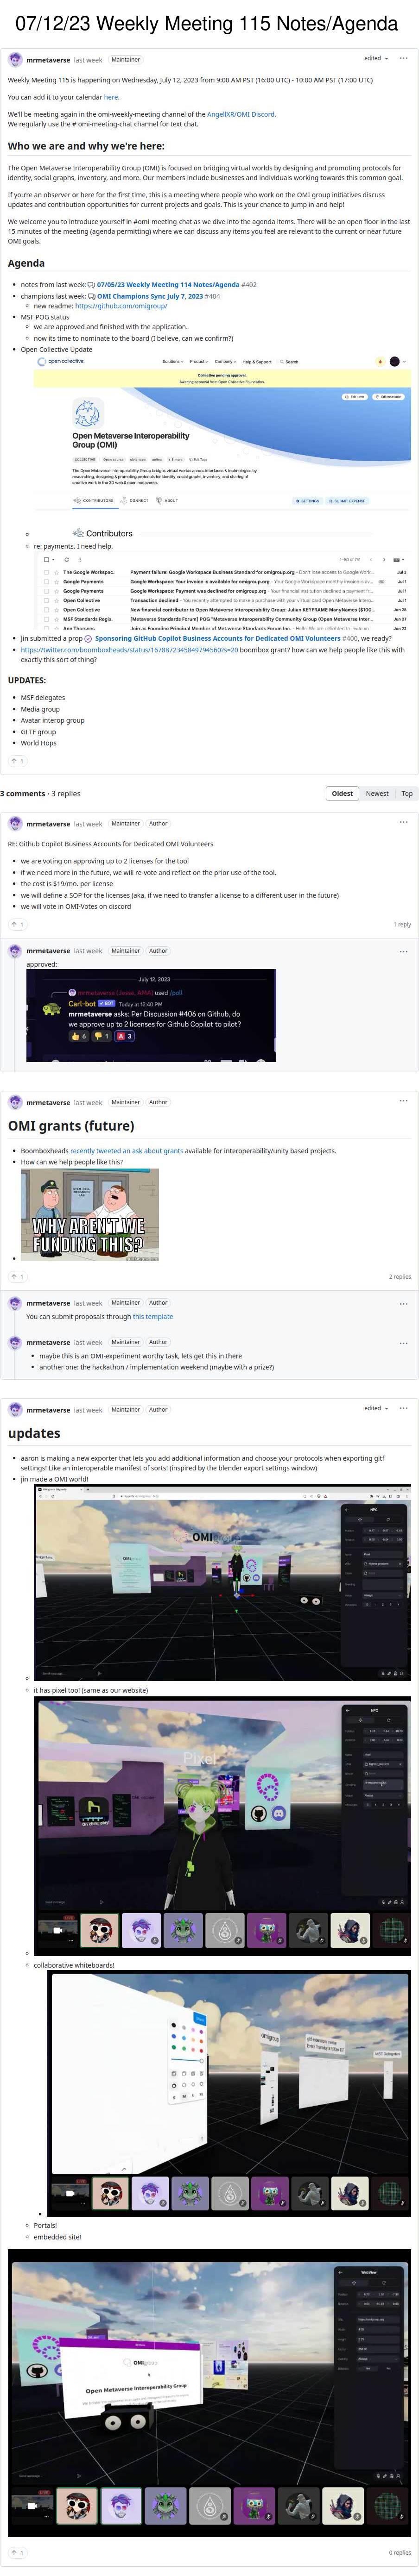 07/12/23 Weekly Meeting 115 Notes/Agenda
mrmetaverse last week Maintainer
edited
Weekly Meeting 115 is happening on Wednesday, July 12, 2023 from 9:00 AM PST (16:00 UTC) - 10:00 AM PST (17:00 UTC)
You can add it to your calendar here.
We'll be meeting again in the omi-weekly-meeting channel of the AngellXR/OMI Discord.
We regularly use the # omi-meeting-chat channel for text chat.
Who we are and why we're here:
The Open Metaverse Interoperability Group (OMI) is focused on bridging virtual worlds by designing and promoting protocols for
identity, social graphs, inventory, and more. Our members include businesses and individuals working towards this common goal.
If you're an observer or here for the first time, this is a meeting where people who work on the OMI group initiatives discuss
updates and contribution opportunities for current projects and goals. This is your chance to jump in and help!
We welcome you to introduce yourself in #omi-meeting-chat as we dive into the agenda items. There will be an open floor in the last
15 minutes of the meeting (agenda permitting) where we can discuss any items you feel are relevant to the current or near future
OMI goals.
Agenda
notes from last week: 07/05/23 Weekly Meeting 114 Notes/Agenda #402
champions last week: OMI Champions Sync July 7, 2023 #404
new readme: https://github.com/omigroup/
MSF POG status
we are approved and finished with the application.
now its time to nominate to the board (I believe, can we confirm?)
Open Collective Update
open collective Solutions Product Company Help & Support Search
Collective pending approval.
Awaiting approval from Open Collective Foundation.
Open Metaverse Interoperability
Group (OMI)
COLLECTIVE
The Open Metaverse Interoperability Group bridges virtual worlds interfaces & technologies by
researching, designing, and promoting protocols for identity, social graphs, inventory, and sharing of
creative work in the 3D web & open source.
CONTRIBUTORS CONNECT ABOUT
SETTINGS SUBMIT EXPENSE
Contributors
re: payments. I need help.
1-50 of 741
The Google Workspac. Payment failure: Google Workspace Business Standard for omigroup.org
Google Payments Google Workspace: Your invoice is available for omigroup.org
Google Payments Google Workspace: Payment was declined for omigroup.org
Open Collective Transaction declined
Open Collective New financial contributor to Open Metaverse Interoperability Group: Julian KEYFRAME
MSF Standards Regis. [Metaverse Standards Forum] POG
Jin submitted a prop Sponsoring GitHub Copilot Business Accounts for Dedicated OMI Volunteers #400, we ready?
https://twitter.com/boomboxheads/status/1678872345849794560?s=20 boombox grant? how can we help people like this with
exactly this sort of thing?
UPDATES:
MSF delegates
Media group
Avatar interop group
GLTF group
World Hops
1
3 comments · 3 replies
Oldest Newest Top
mrmetaverse last week Maintainer Author
RE: Github Copilot Business Accounts for Dedicated OMI Volunteers
we are voting on approving up to 2 licenses for the tool
if we need more in the future, we will re-vote and reflect on the prior use of the tool.
the cost is $19/mo. per license
we will define a SOP for the licenses (aka, if we need to transfer a license to a different user in the future)
we will vote in OMI-Votes on discord
1
1 reply
mrmetaverse last week Maintainer Author
approved:
July 12, 2023
mrmetaverse (Jesse, AMA) used /poll
Carl-bot BOT Today at 12:40 PM
mrmetaverse asks: Per Discussion #406 on Github, do
we approve up to 2 licenses for Github Copilot to pilot?
6 1 A 3
mrmetaverse last week Maintainer Author
OMI grants (future)
Boomboxheads recently tweeted an ask about grants available for interoperability/unity based projects.
How can we help people like this?
WHY AREN'T WE
FUNDING THIS?
1
2 replies
mrmetaverse last week Maintainer Author
You can submit proposals through this template
mrmetaverse last week Maintainer Author
maybe this is an OMI-experiment worthy task, lets get this in there
another one: the hackathon / implementation weekend (maybe with a prize?)
mrmetaverse last week Maintainer Author
edited
updates
aaron is making a new exporter that lets you add additional information and choose your protocols when exporting gltf
settings! Like an interoperable manifest of sorts! (inspired by the blender export settings window)
jin made a OMI world!
OMI
NPC
it has pixel too! (same as our website)
Pixel
NPC
collaborative whiteboards!
omigroup
Portals!
embedded site!
OMIgroup
Open Metaverse Interoperability Group
WebView
1
0 replies